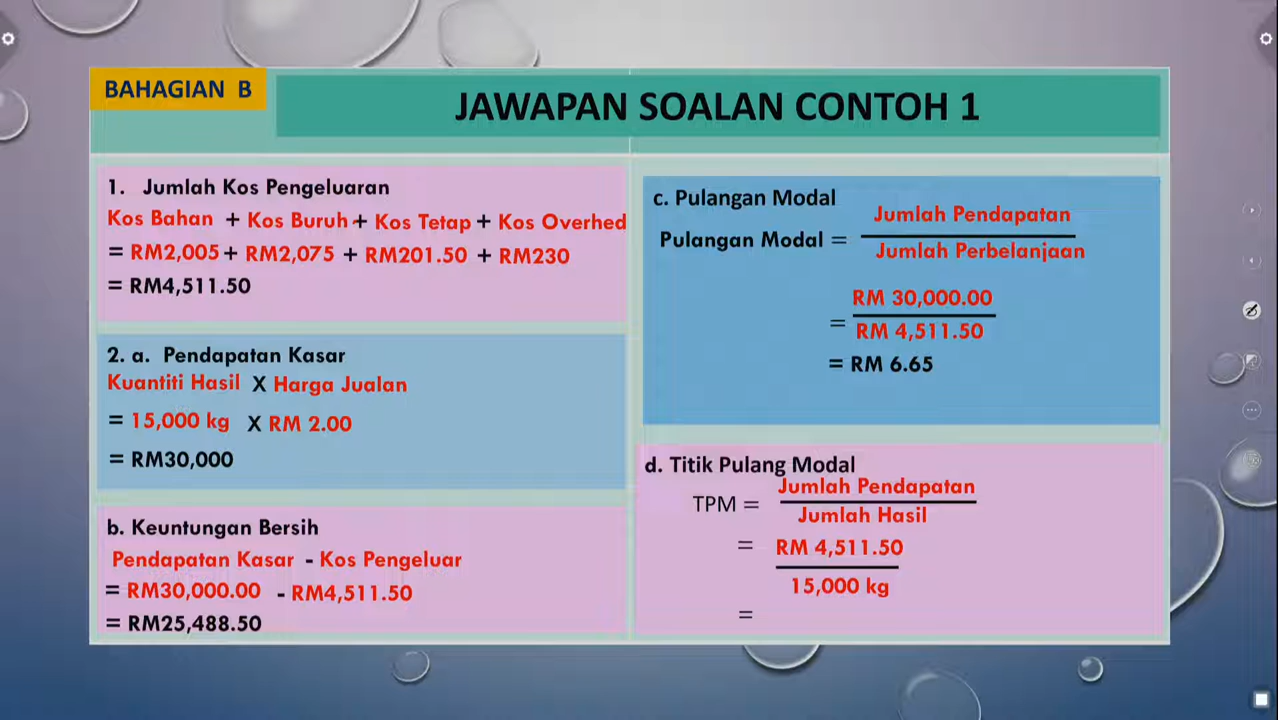 BAHAGIAN B
JAWAPAN SOALAN CONTOH 1
1. Jumlah Kos Pengeluaran
Kos Bahan + Kos Buruh + Kos Tetap + Kos Overhed
= RM2,005 + RM2,075 + RM201.50 + RM230
= RM4,511.50
2. a. Pendapatan Kasar
Kuantiti Hasil X Harga Jualan
= 15,000 kg X RM 2.00
= RM30,000
b. Keuntungan Bersih
Pendapatan Kasar - Kos Pengeluar
= RM30,000.00 - RM4,511.50
= RM25,488.50
c. Pulangan Modal
Jumlah Pendapatan
Pulangan Modal =
Jumlah Perbelanjaan
RM 30,000.00
=
RM 4,511.50
= RM 6.65
d. Titik Pulang Modal
Jumlah Pendapatan
TPM =
Jumlah Hasil
= RM 4,511.50
15,000 kg
=